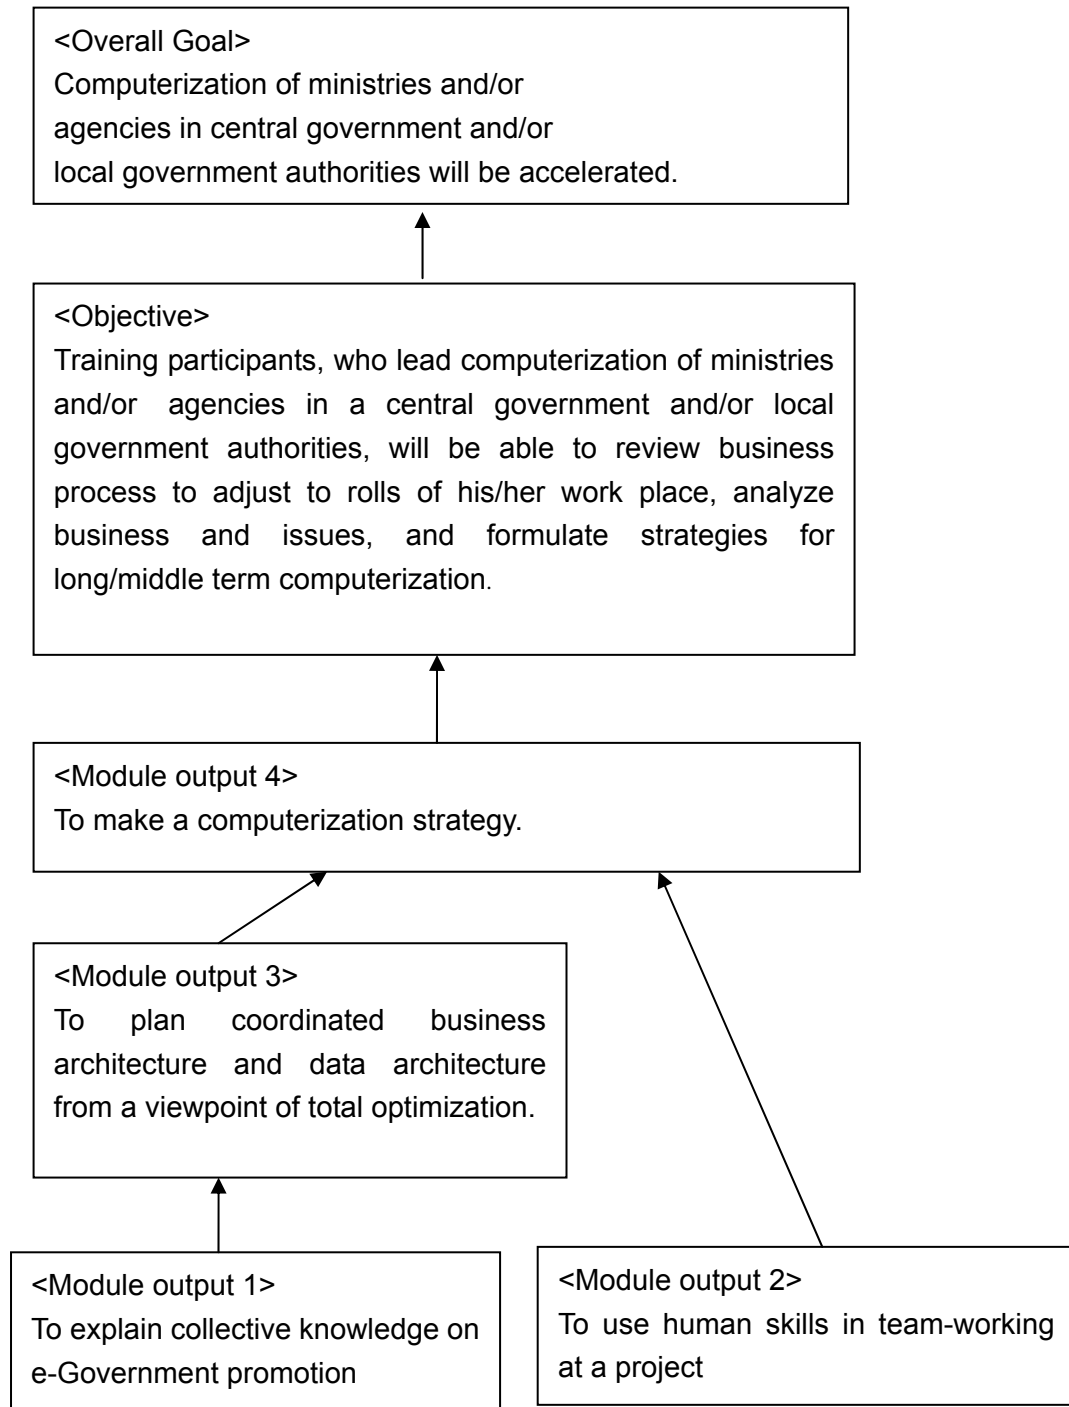 <Overall Goal>
Computerization of ministries and/or
agencies in central government and/or
local government authorities will be accelerated.
<Objective>
Training participants, who lead computerization of ministries
and/or agencies in a central government and/or local
government authorities, will be able to review business
process to adjust to rolls of his/her work place, analyze
business and issues, and formulate strategies for
long/middle term computerization.
<Module output 4>
To make a computerization strategy.
<Module output 3>
To plan coordinated business
architecture and data architecture
from a viewpoint of total optimization.
<Module output 1>
To explain collective knowledge on
e-Government promotion
<Module output 2>
To use human skills in team-working
at a project